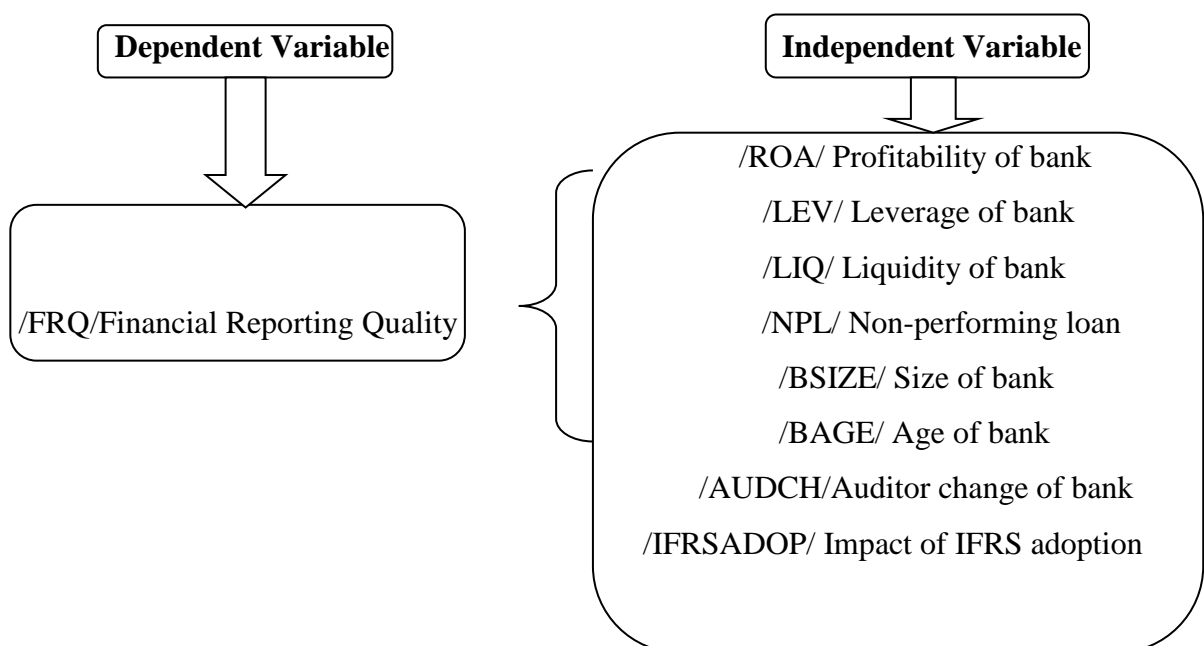 Dependent Variable
Independent Variable
/FRQ/Financial Reporting Quality
/ROA/ Profitability of bank
/LEV/ Leverage of bank
/LIQ/ Liquidity of bank
/NPL/ Non-performing loan
/BSIZE/ Size of bank
/BAGE/ Age of bank
/AUDCH/Auditor change of bank
/IFRSADOP/ Impact of IFRS adoption